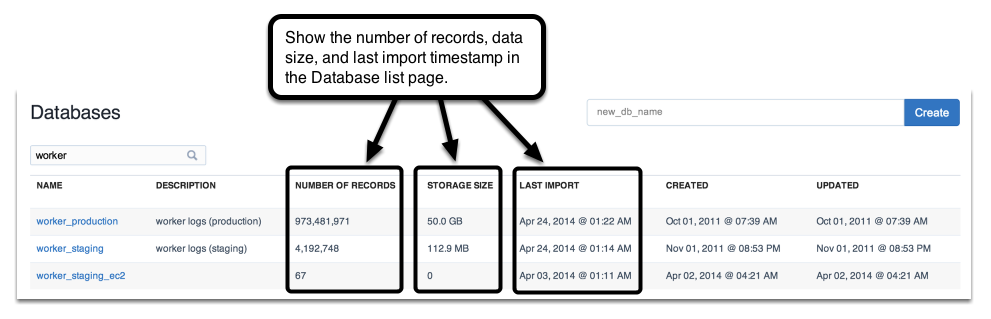 Show the number of records, data
size, and last import timestamp in
the Database list page.
Databases
new_db_name
Create
worker
NAME DESCRIPTION NUMBER OF RECORDS STORAGE SIZE LAST IMPORT CREATED UPDATED
worker_production worker logs (production) 973,481,971 50.0 GB Apr 24, 2014 @ 01:22 AM Oct 01, 2011 @ 07:39 AM Oct 01, 2011 @ 07:39 AM
worker_staging worker logs (staging) 4,192,748 112.9 MB Apr 24, 2014 @ 01:14 AM Nov 01, 2011 @ 08:53 PM Nov 01, 2011 @ 08:53 PM
worker_staging_ec2 67 0 Apr 03, 2014 @ 01:11 AM Apr 02, 2014 @ 04:21 AM Apr 02, 2014 @ 04:21 AM